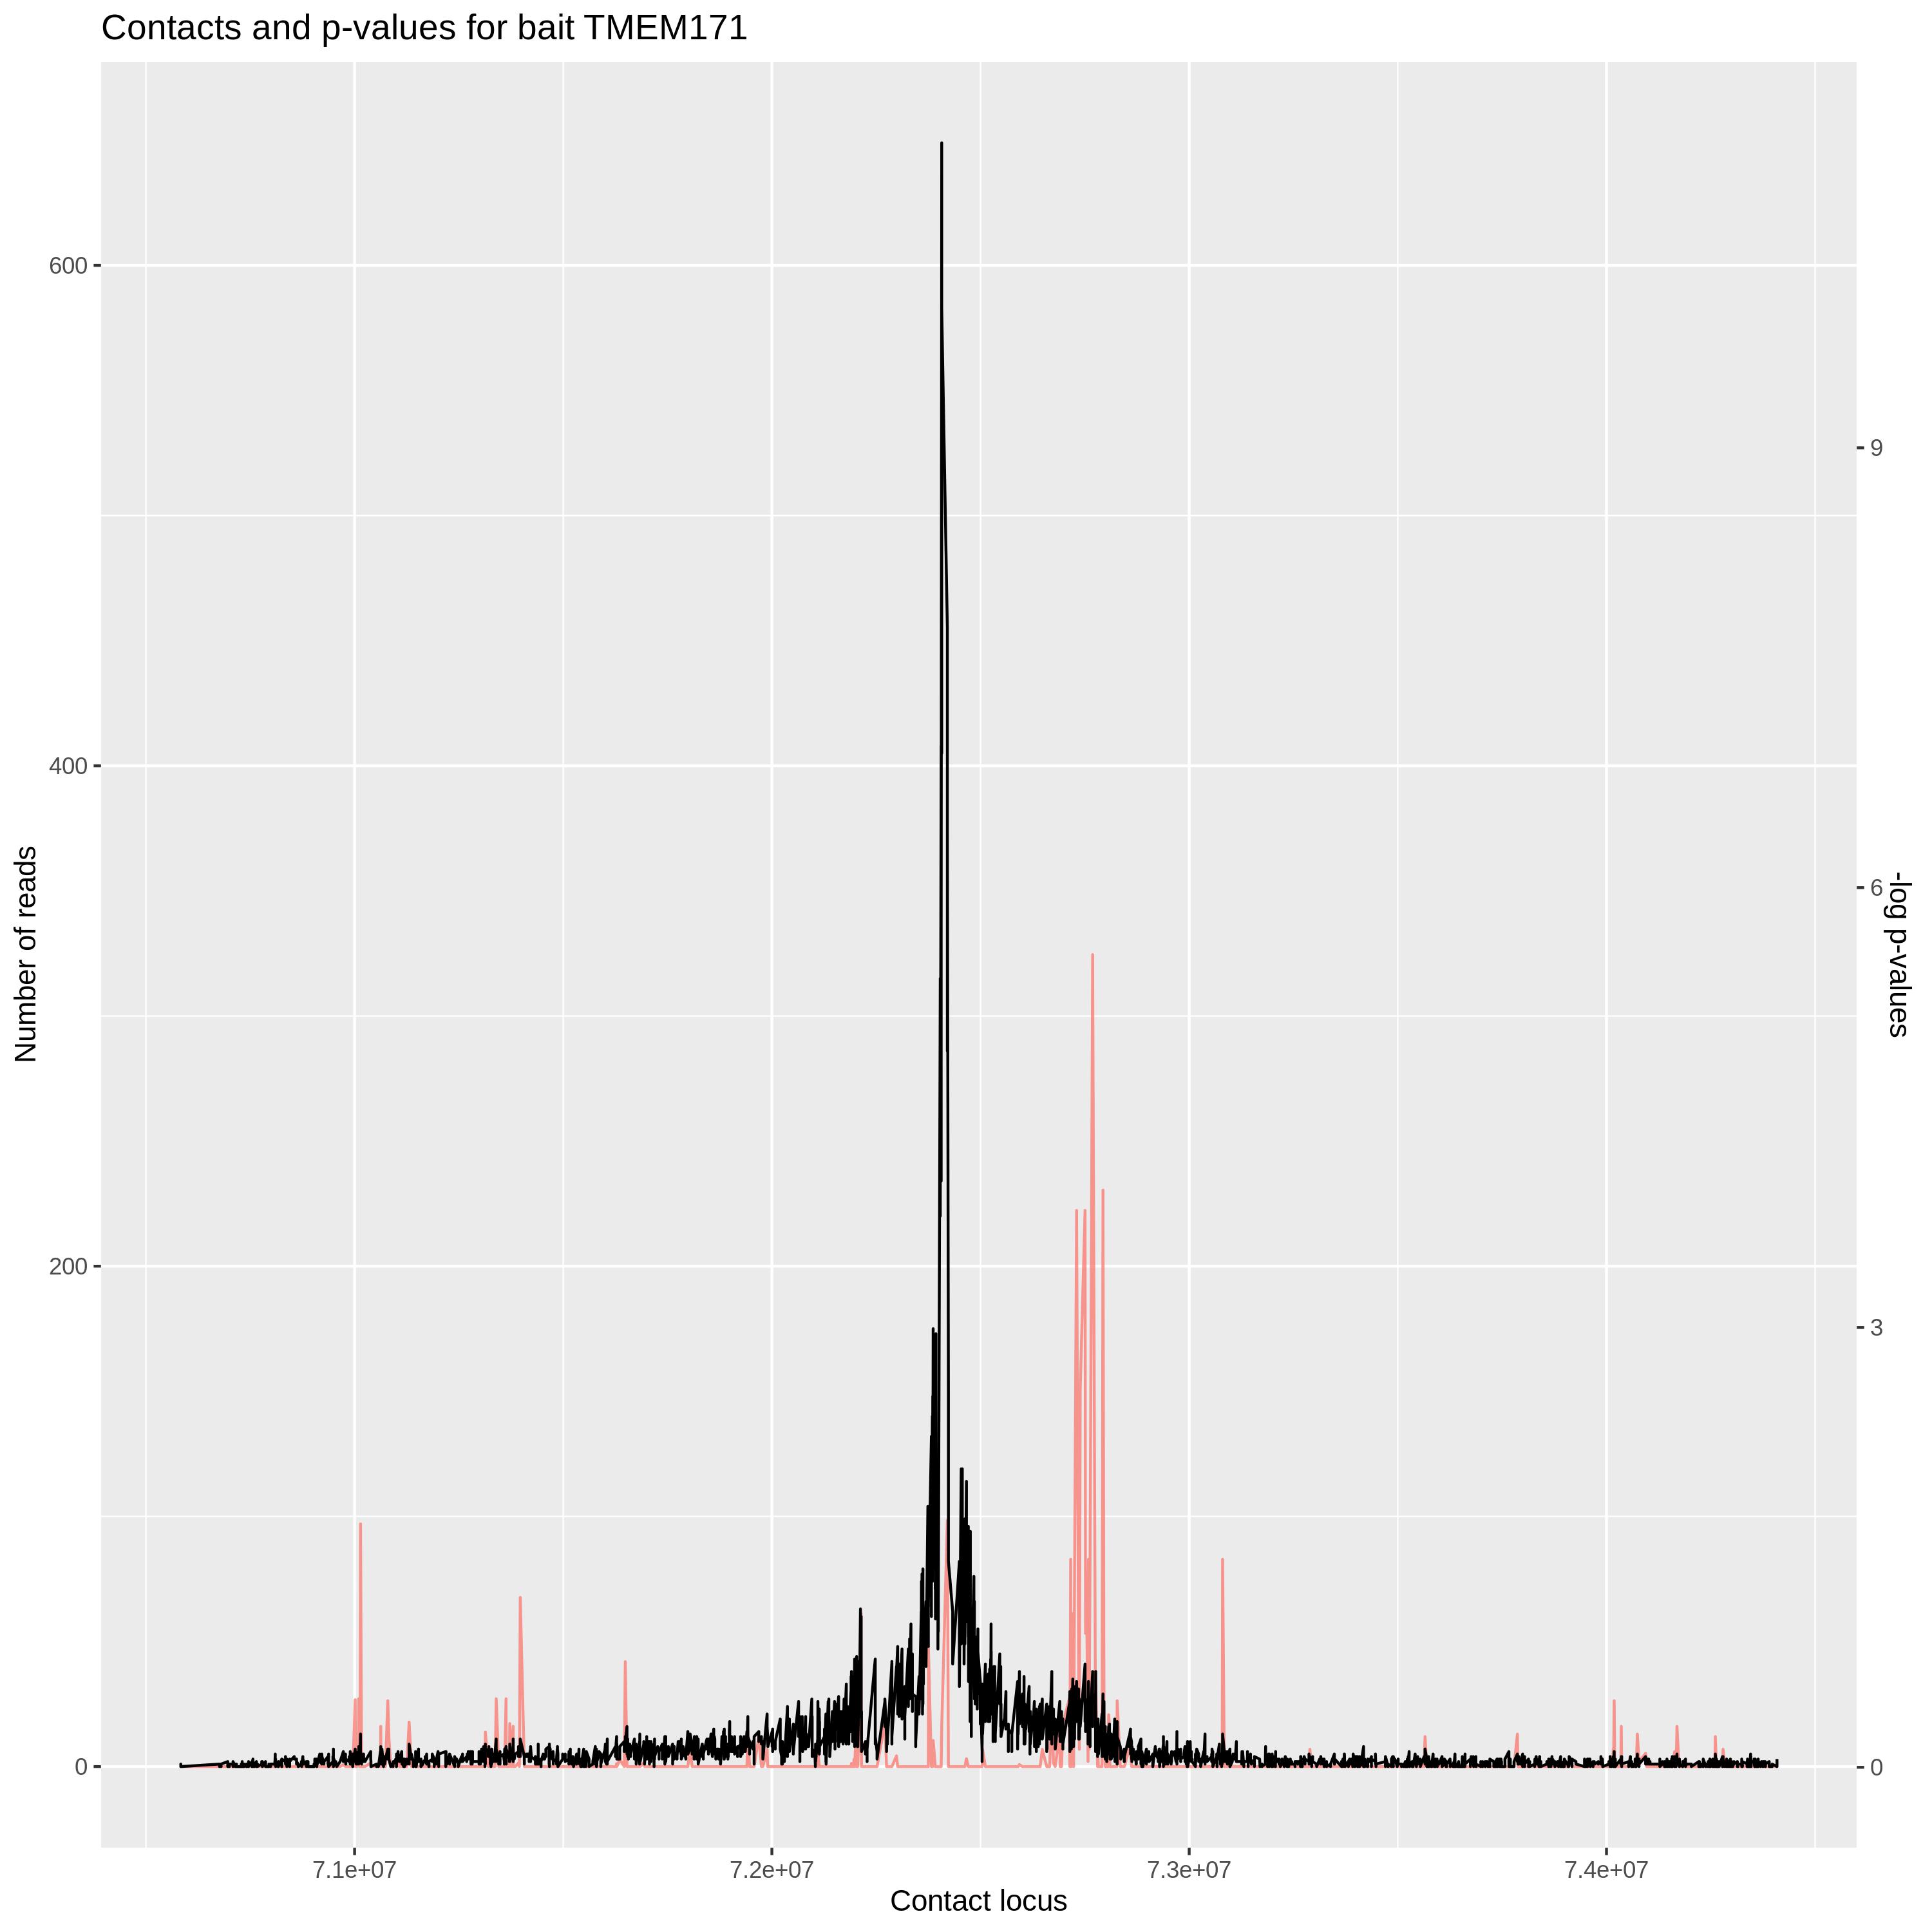 Contacts and p-values for bait TMEM171
Number of reads
600
400
200
0
9
6
3
0
-log p-values
7.1e+07
7.2e+07
7.3e+07
7.4e+07
Contact locus